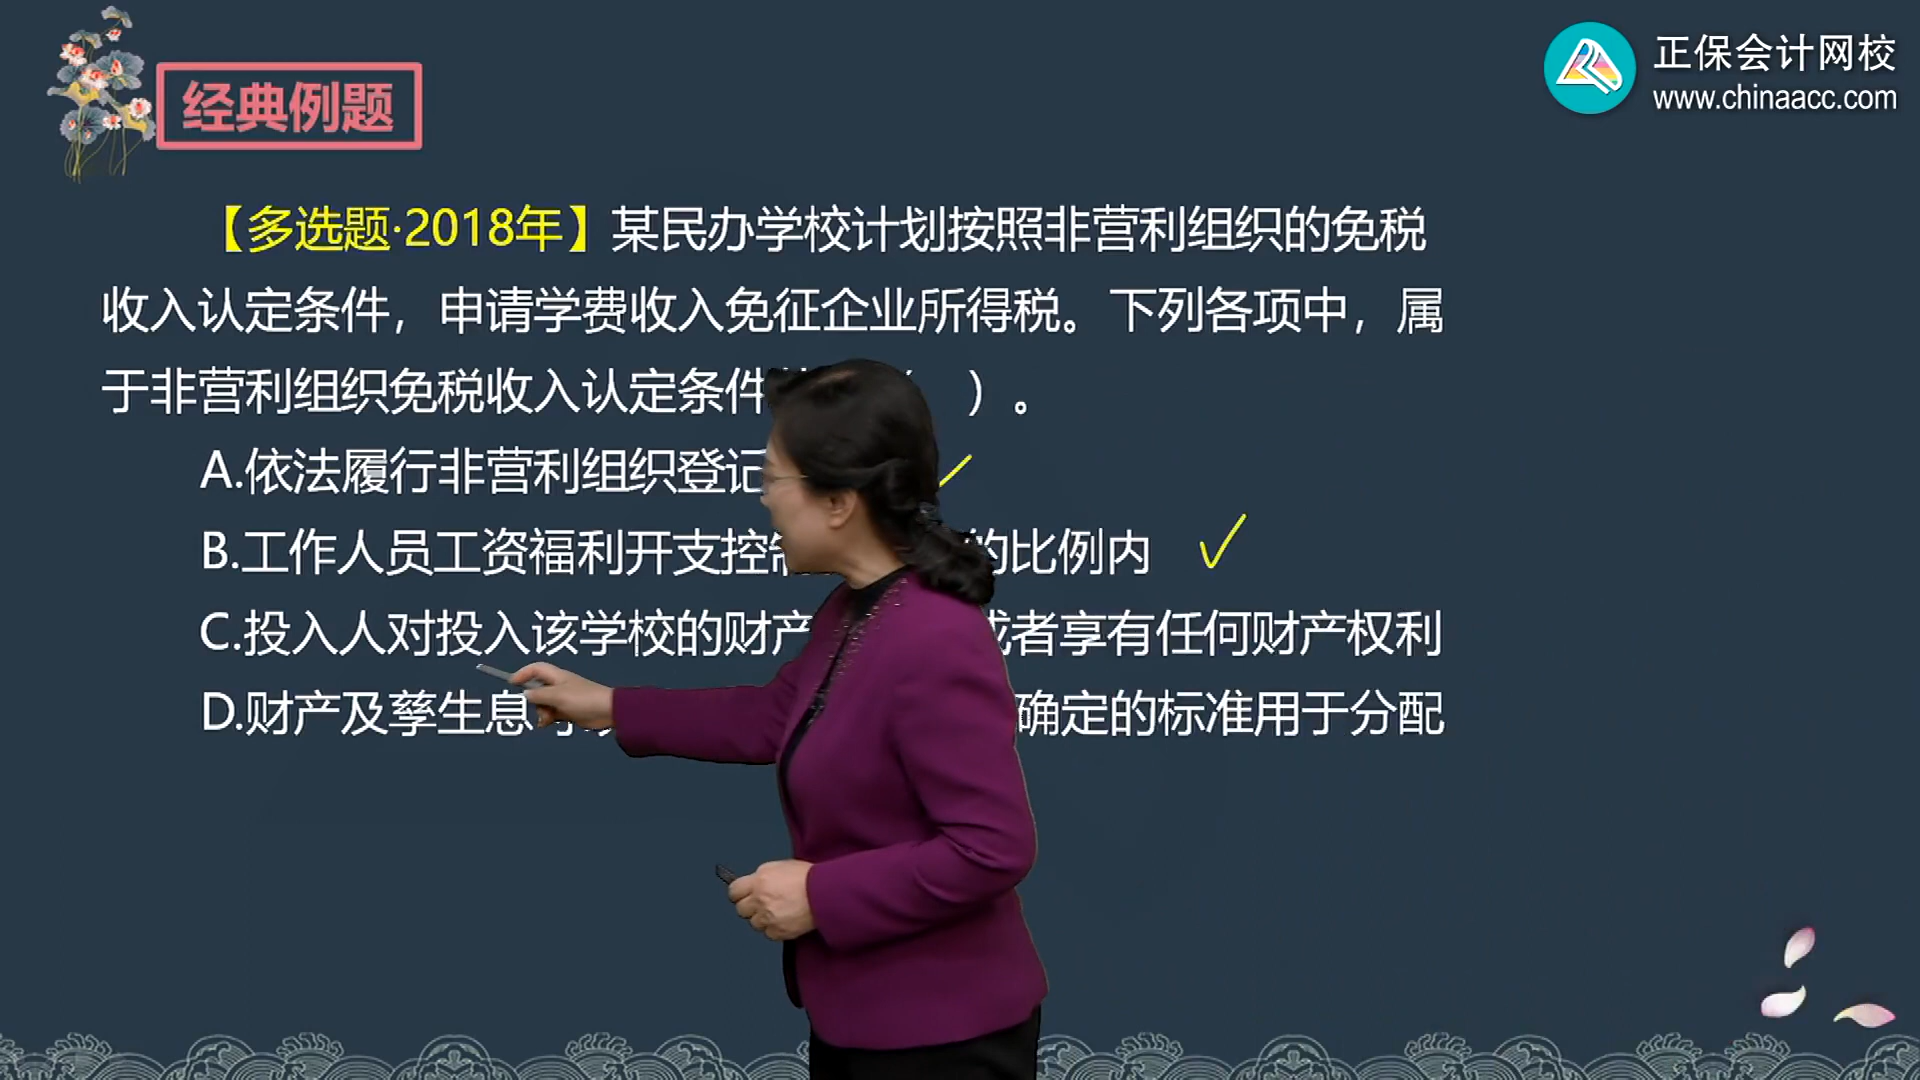 正保会计网校
www.chinaacc.com
经典例题
【多选题·2018年】某民办学校计划按照非营利组织的免税
收入认定条件，申请学费收入免征企业所得税。下列各项中，属
于非营利组织免税收入认定条件 ）。
A.依法履行非营利组织登记
B.工作人员工资福利开支控 的比例内
C.投入人对投入该学校的财产 或者享有任何财产权利
D.财产及孳生息 确定的标准用于分配